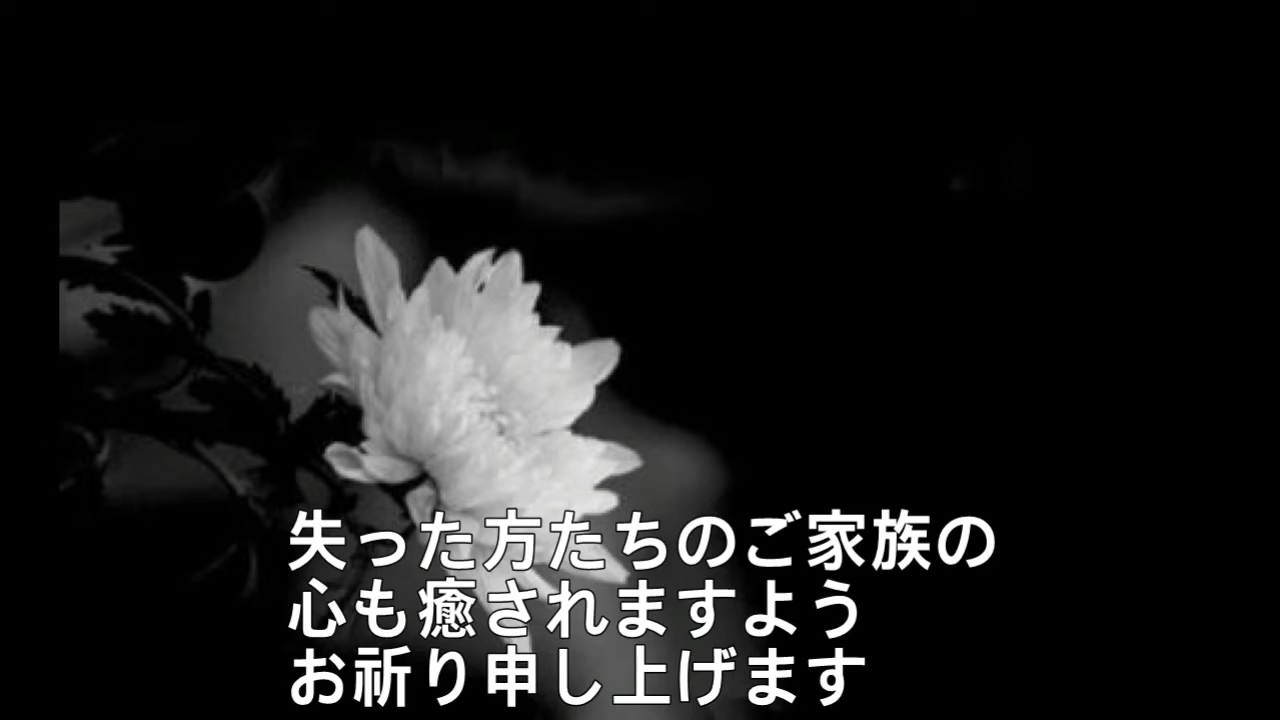 失った方たちのご家族の
心も癒されますよう
お祈り申し上げます